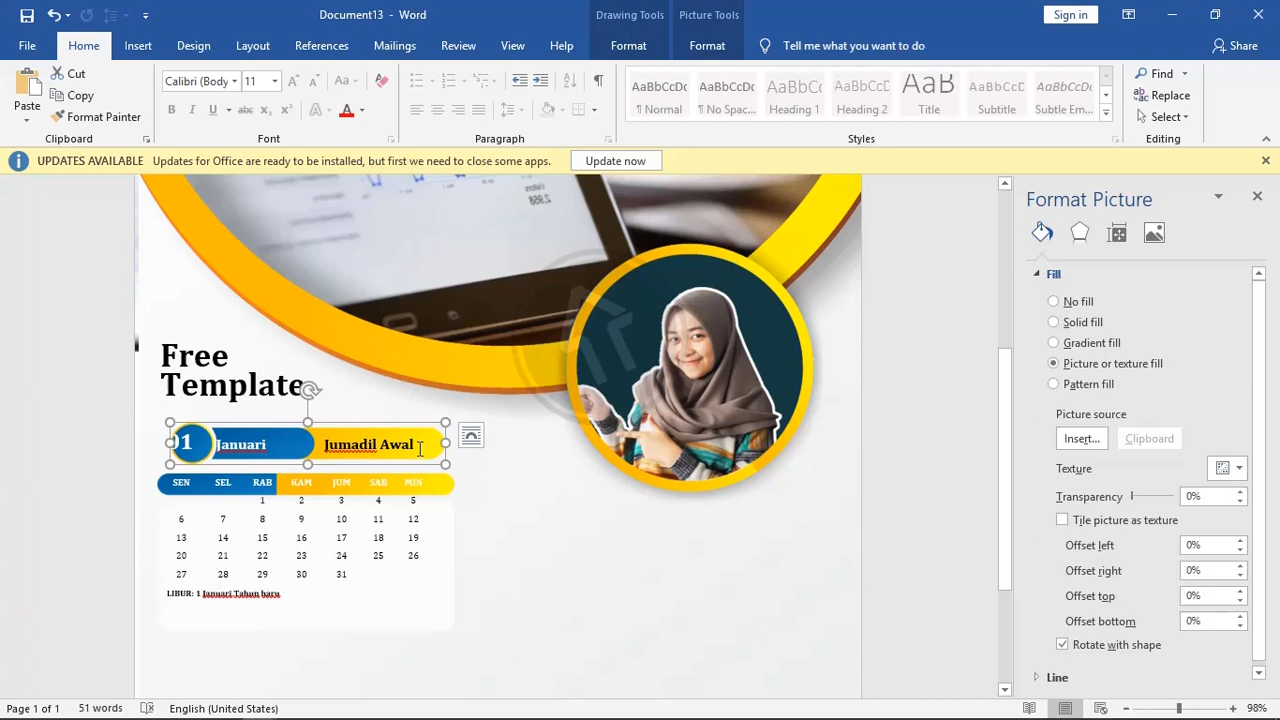 Document13 - Word
Drawing Tools
Picture Tools
Sign in
File
Home
Insert
Design
Layout
References
Mailings
Review
View
Help
Format
Format
Tell me what you want to do
Share
Paste
Cut
Copy
Format Painter
Clipboard
Calibri (Body
11
Font
Paragraph
AaBbCcDc
¶ Normal
AaBbCcDc
¶ No Spac...
AaBbCc
Heading 1
AaBbCcC
Heading 2
AaB
Title
AaBbCcC
Subtitle
AaBbCcDc
Subtle Em...
Styles
Find
Replace
Select
Editing
UPDATES AVAILABLE Updates for Office are ready to be installed, but first we need to close some apps.
Update now
Free
Template
01 Januari Jumadil Awal
SEN SEL RAB KAM JUM SAB MIN
1 2 3 4 5
6 7 8 9 10 11 12
13 14 15 16 17 18 19
20 21 22 23 24 25 26
27 28 29 30 31
LIBUR: 1 Januari Tahun baru
Format Picture
Fill
No fill
Solid fill
Gradient fill
Picture or texture fill
Pattern fill
Picture source
Insert...
Clipboard
Texture
Transparency 0%
Tile picture as texture
Offset left 0%
Offset right 0%
Offset top 0%
Offset bottom 0%
Rotate with shape
Line
Page 1 of 1
51 words
English (United States)
98%